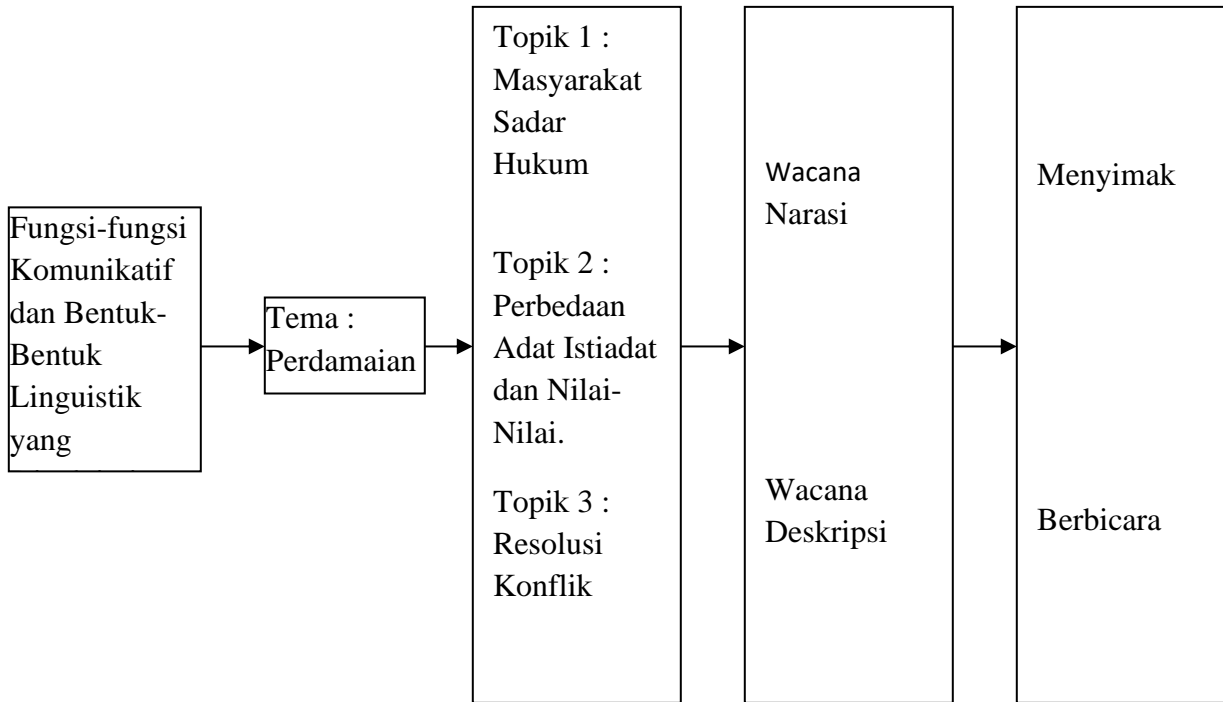 Fungsi-fungsi
Komunikatif
dan Bentuk-
Bentuk
Linguistik
yang
Tema :
Perdamaian
Topik 1 :
Masyarakat
Sadar
Hukum
Topik 2 :
Perbedaan
Adat Istiadat
dan Nilai-
Nilai.
Topik 3 :
Resolusi
Konflik
Wacana
Narasi
Wacana
Deskripsi
Menyimak
Berbicara